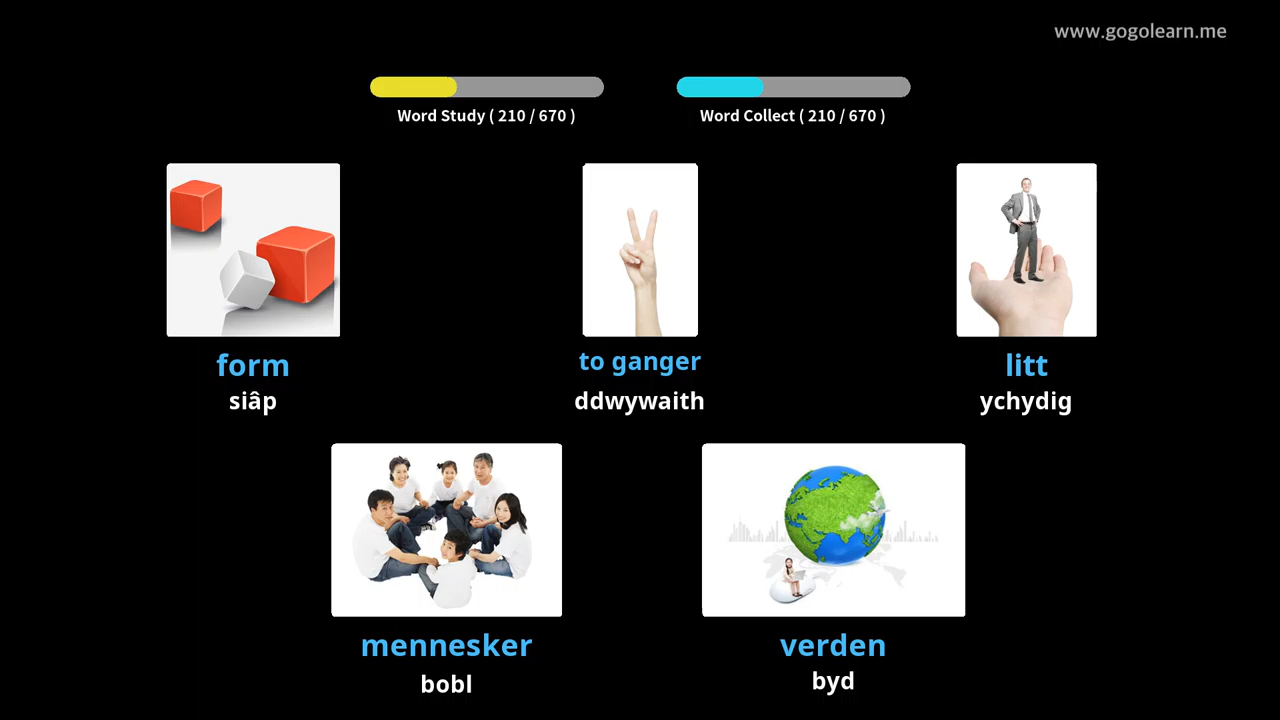 www.gogolearn.me
Word Study ( 210 / 670 )
Word Collect ( 210 / 670 )
form
siâp
to ganger
ddwywaith
litt
ychydig
mennesker
bobl
verden
byd